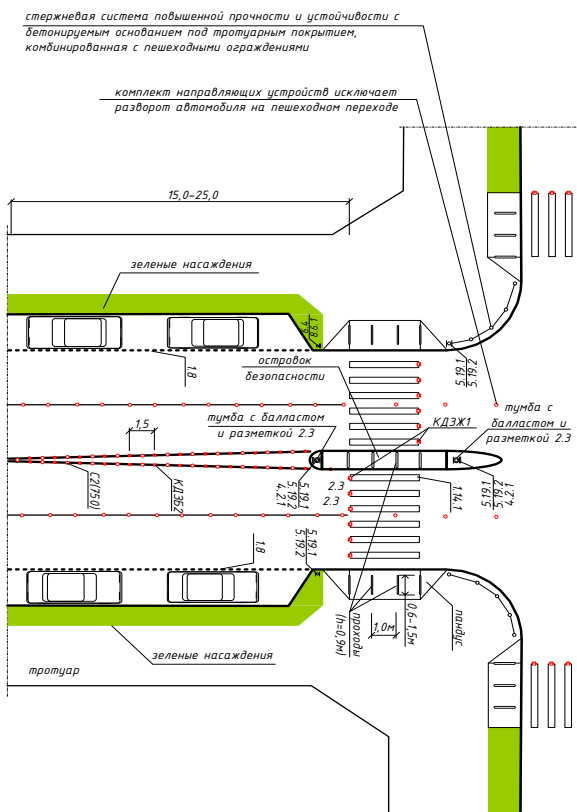 стержневая система повышенной прочности и устойчивости с
бетонируемым основанием под тротуарным покрытием,
комбинированная с пешеходными ограждениями
комплект направляющих устройств исключает
разворот автомобиля на пешеходном переходе
15,0-25,0
зеленые насаждения
6.4
8.6.1
1.8
5.19.1
5.19.2
островок
безопасности
1,5
тумба с балластом
и разметкой 2.3
КДЗЖ1
тумба с
балластом и
разметкой 2.3
С2(750)
КДЗБ2
5.19.1
5.19.2
4.2.1
2.3
2.3
1.14.1
5.19.1
5.19.2
4.2.1
1.8
5.19.1
5.19.2
проходы
(h=0,9м)
1,0м
0,6-1,5м
пандус
зеленые насаждения
тротуар